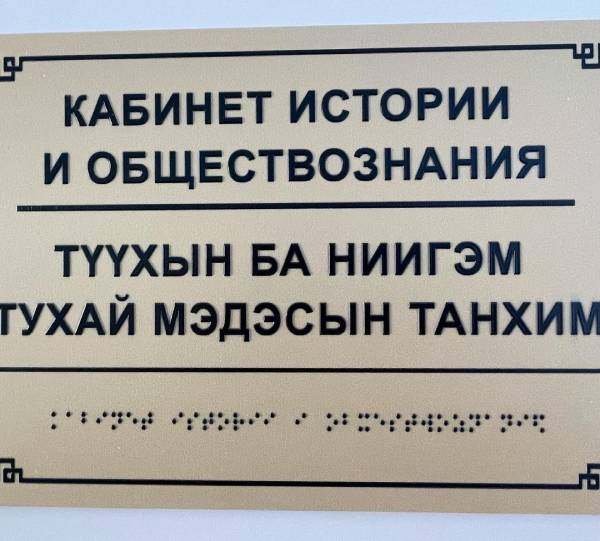 КАБИНЕТ ИСТОРИИ
И ОБЩЕСТВОЗНАНИЯ
ТҮҮХЫН БА НИИГЭМ
ТУХАЙ МЭДЭСЫН ТАНХИМ
⠅⠁⠃⠊⠝⠑⠞ ⠊⠎⠞⠕⠗⠊⠊ ⠊ ⠕⠃⠭⠑⠎⠞⠺⠕⠵⠝⠁⠝⠊⠫